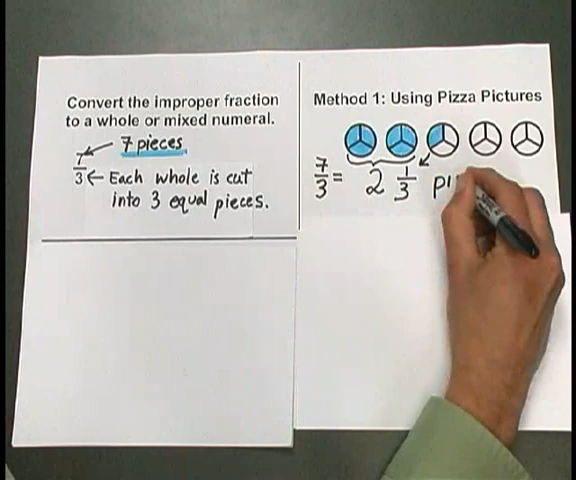 Convert the improper fraction
to a whole or mixed numeral.
7 pieces
7/3 ← Each whole is cut
into 3 equal pieces.
Method 1: Using Pizza Pictures
7/3 = 2 1/3 pi